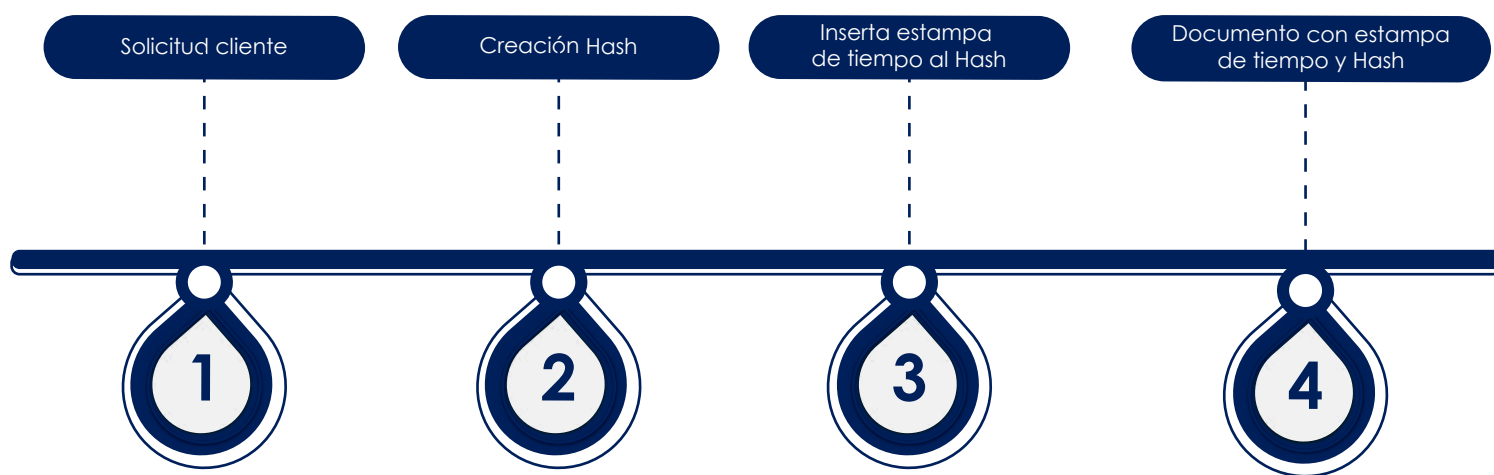 Solicitud cliente
Creación Hash
Inserta estampa
de tiempo al Hash
Documento con estampa
de tiempo y Hash
1
2
3
4